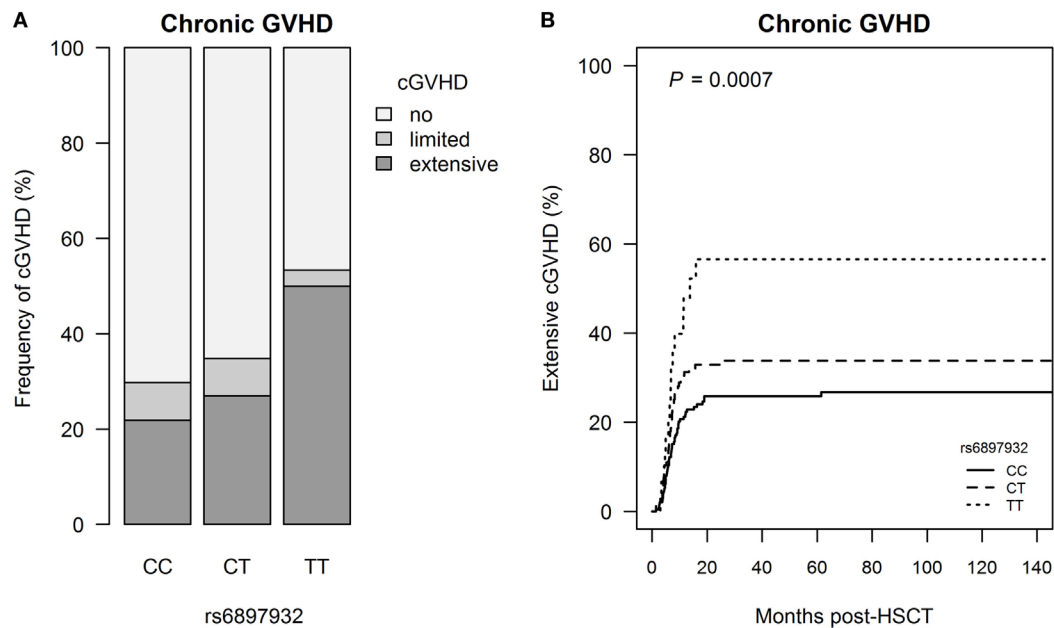 A
Chronic GVHD
Frequency of cGVHD (%)
100
80
60
40
20
0
CC CT TT
rs6897932
cGVHD
no
limited
extensive
B
Chronic GVHD
Extensive cGVHD (%)
100
80
60
40
20
0
P = 0.0007
rs6897932
CC
CT
TT
0 20 40 60 80 100 120 140
Months post-HSCT